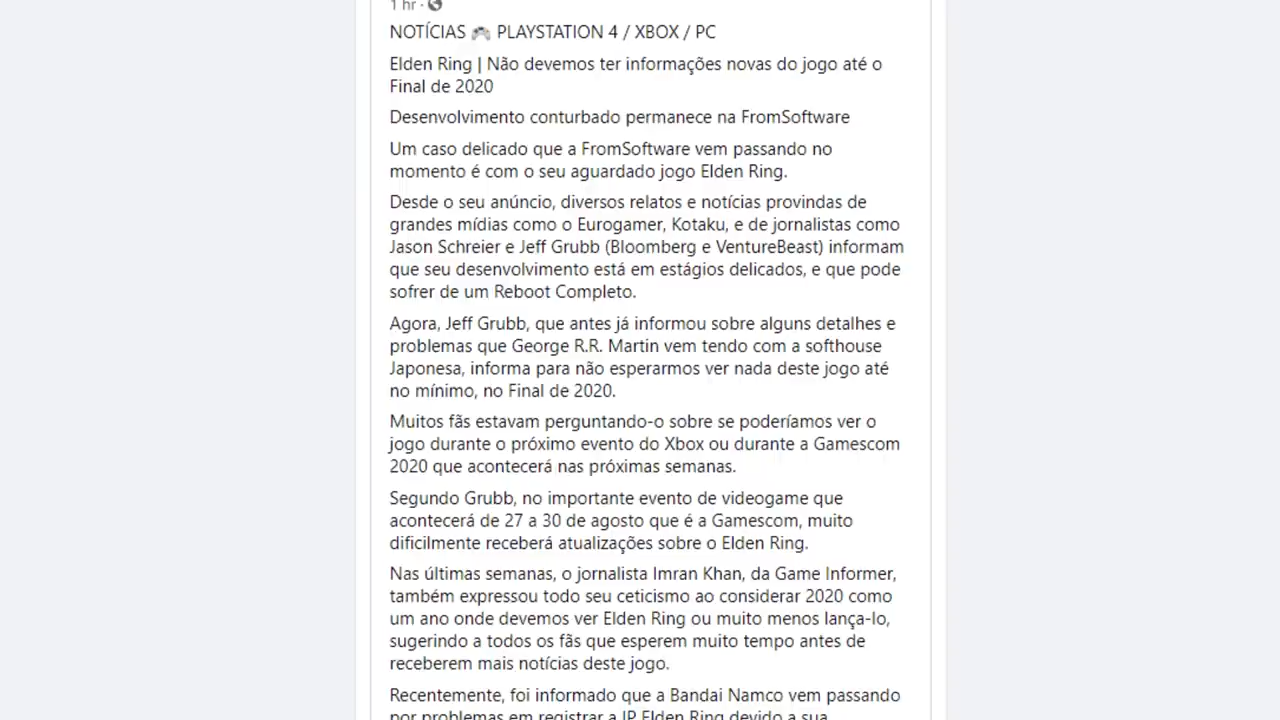 1 hr ·
NOTÍCIAS 🎮 PLAYSTATION 4 / XBOX / PC
Elden Ring | Não devemos ter informações novas do jogo até o
Final de 2020
Desenvolvimento conturbado permanece na FromSoftware
Um caso delicado que a FromSoftware vem passando no
momento é com o seu aguardado jogo Elden Ring.
Desde o seu anúncio, diversos relatos e notícias provindas de
grandes mídias como o Eurogamer, Kotaku, e de jornalistas como
Jason Schreier e Jeff Grubb (Bloomberg e VentureBeast) informam
que seu desenvolvimento está em estágios delicados, e que pode
sofrer de um Reboot Completo.
Agora, Jeff Grubb, que antes já informou sobre alguns detalhes e
problemas que George R.R. Martin vem tendo com a softhouse
Japonesa, informa para não esperarmos ver nada deste jogo até
no mínimo, no Final de 2020.
Muitos fãs estavam perguntando-o sobre se poderíamos ver o
jogo durante o próximo evento do Xbox ou durante a Gamescom
2020 que acontecerá nas próximas semanas.
Segundo Grubb, no importante evento de videogame que
acontecerá de 27 a 30 de agosto que é a Gamescom, muito
dificilmente receberá atualizações sobre o Elden Ring.
Nas últimas semanas, o jornalista Imran Khan, da Game Informer,
também expressou todo seu ceticismo ao considerar 2020 como
um ano onde devemos ver Elden Ring ou muito menos lança-lo,
sugerindo a todos os fãs que esperem muito tempo antes de
receberem mais notícias deste jogo.
Recentemente, foi informado que a Bandai Namco vem passando
por problemas em registrar a IP Elden Ring devido a sua